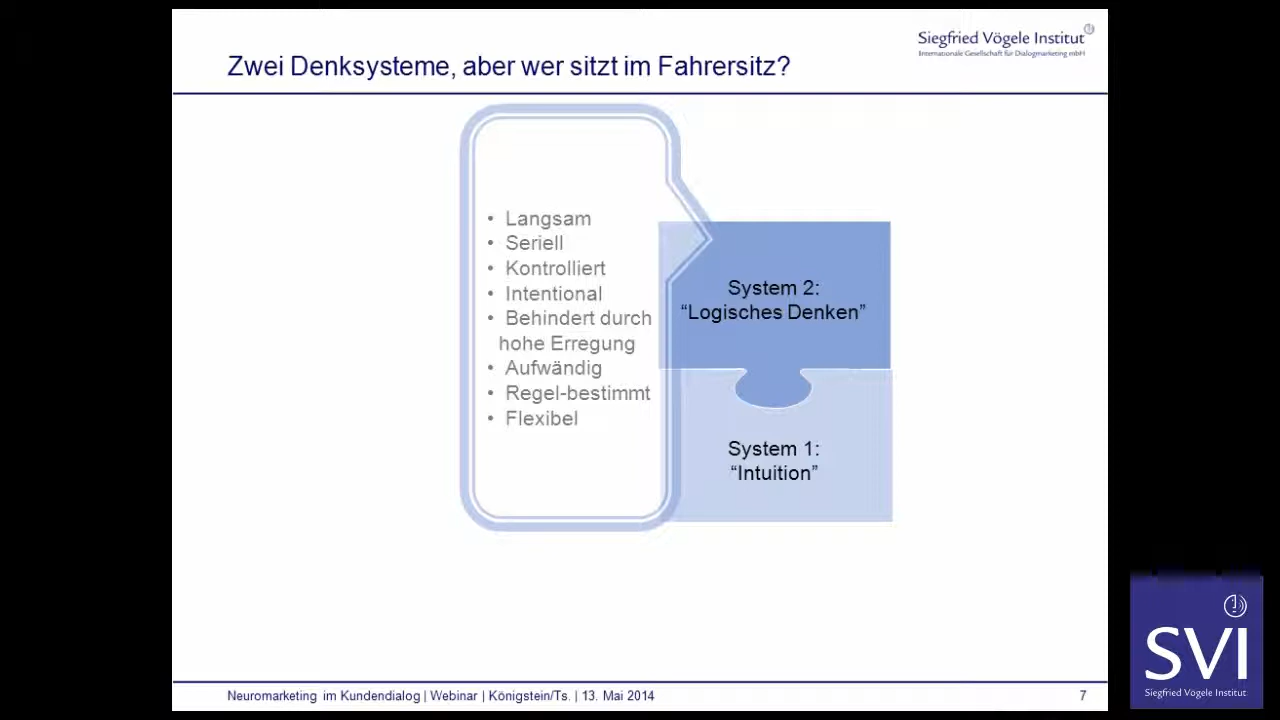 Siegfried Vögele Institut
Internationale Gesellschaft für Dialogmarketing mbH
Zwei Denksysteme, aber wer sitzt im Fahrersitz?
• Langsam
• Seriell
• Kontrolliert
• Intentional
• Behindert durch
hohe Erregung
• Aufwändig
• Regel-bestimmt
• Flexibel
System 2:
“Logisches Denken”
System 1:
“Intuition”
Neuromarketing im Kundendialog | Webinar | Königstein/Ts. | 13. Mai 2014
7
SVI
Siegfried Vögele Institut